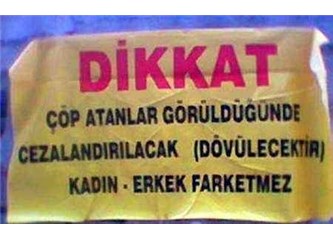 DİKKAT
ÇÖP ATANLAR GÖRÜLDÜĞÜNDE
CEZALANDIRILACAK (DÖVÜLECEKTİR)
KADIN - ERKEK FARKETMEZ